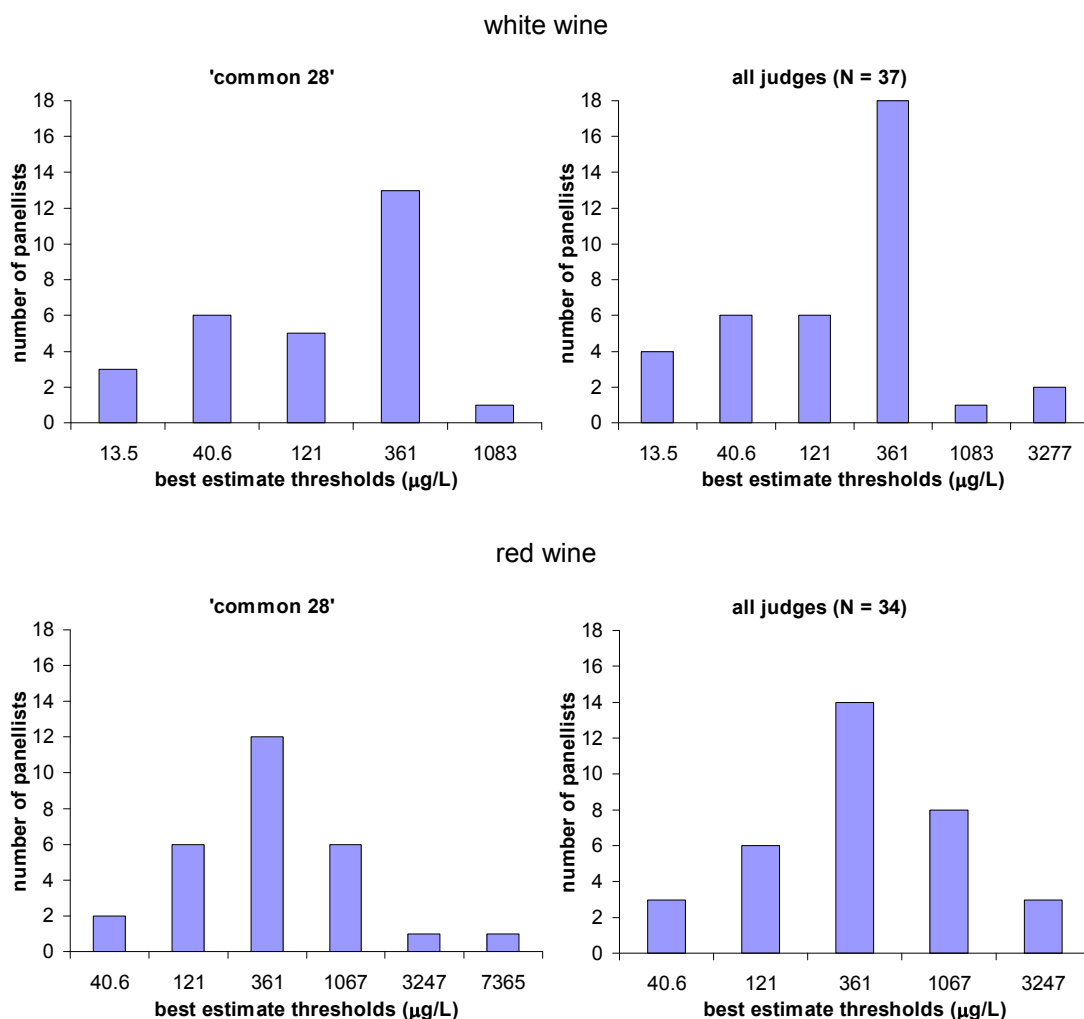 white wine
'common 28'
18
16
14
12
10
8
6
4
2
0
number of panellists
13.5 40.6 121 361 1083
best estimate thresholds (μg/L)
all judges (N = 37)
18
16
14
12
10
8
6
4
2
0
number of panellists
13.5 40.6 121 361 1083 3277
best estimate thresholds (μg/L)
red wine
'common 28'
18
16
14
12
10
8
6
4
2
0
number of panellists
40.6 121 361 1067 3247 7365
best estimate thresholds (μg/L)
all judges (N = 34)
18
16
14
12
10
8
6
4
2
0
number of panellists
40.6 121 361 1067 3247
best estimate thresholds (μg/L)